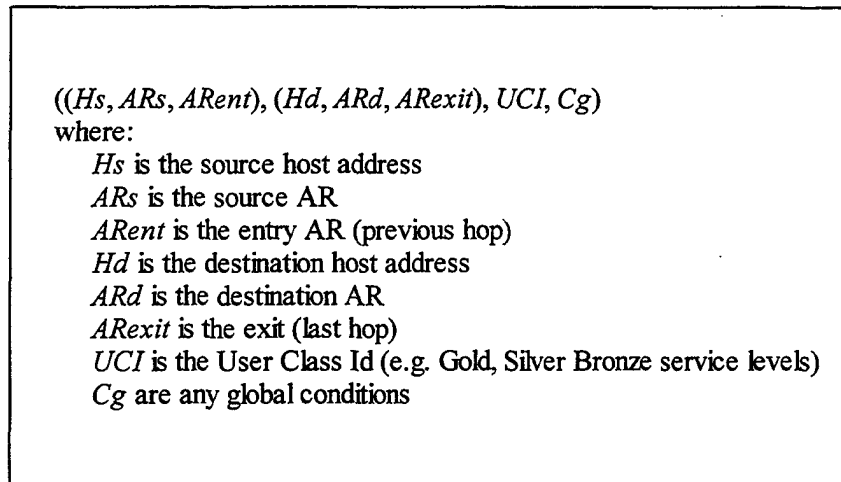 ((Hs, ARs, ARent), (Hd, ARd, ARexit), UCI, Cg)
where:
Hs is the source host address
ARs is the source AR
ARent is the entry AR (previous hop)
Hd is the destination host address
ARd is the destination AR
ARexit is the exit (last hop)
UCI is the User Class Id (e.g. Gold, Silver Bronze service levels)
Cg are any global conditions